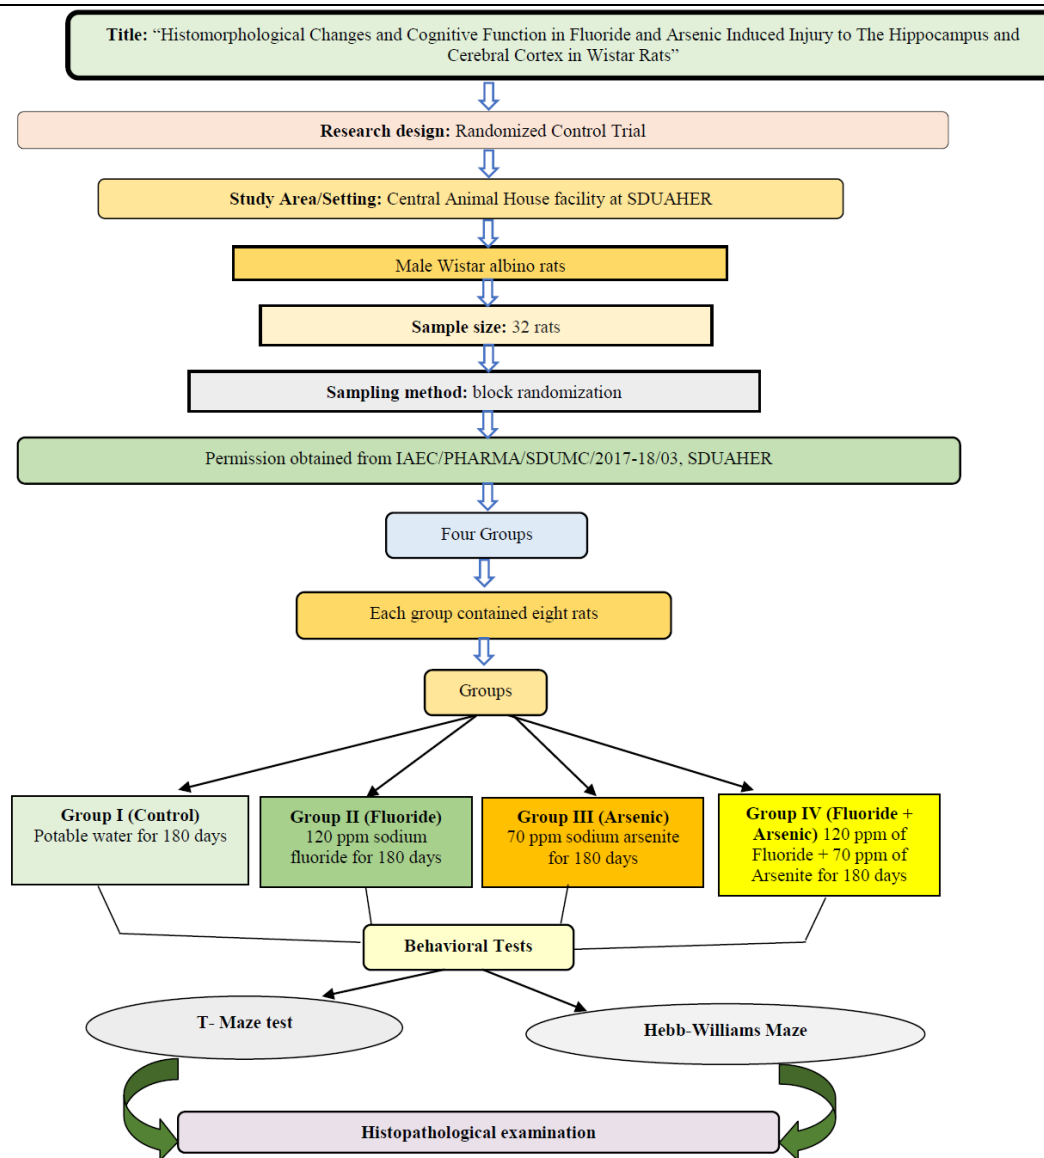 Title: “Histomorphological Changes and Cognitive Function in Fluoride and Arsenic Induced Injury to The Hippocampus and
Cerebral Cortex in Wistar Rats”
Research design: Randomized Control Trial
Study Area/Setting: Central Animal House facility at SDUAHER
Male Wistar albino rats
Sample size: 32 rats
Sampling method: block randomization
Permission obtained from IAEC/PHARMA/SDUMC/2017-18/03, SDUAHER
Four Groups
Each group contained eight rats
Groups
Group I (Control)
Potable water for 180 days
Group II (Fluoride)
120 ppm sodium
fluoride for 180 days
Group III (Arsenic)
70 ppm sodium arsenite
for 180 days
Group IV (Fluoride +
Arsenic) 120 ppm of
Fluoride + 70 ppm of
Arsenite for 180 days
Behavioral Tests
T- Maze test
Hebb-Williams Maze
Histopathological examination